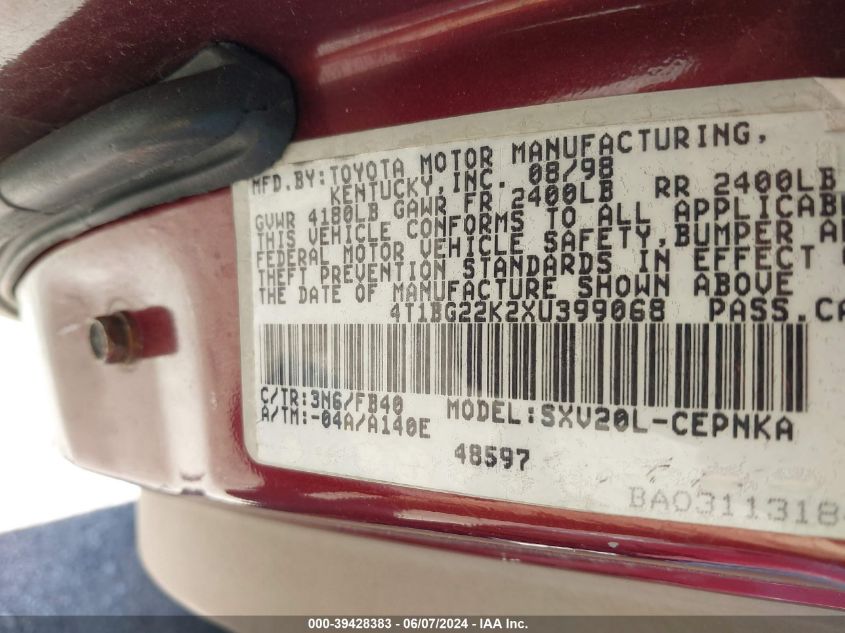 MFD.BY:TOYOTA MOTOR MANUFACTURING,
KENTUCKY,INC. 08/98
GVWR 4180LB GAWR FR 2400LB RR 2400LB
THIS VEHICLE CONFORMS TO ALL APPLICAB
FEDERAL MOTOR VEHICLE SAFETY,BUMPER A
THEFT PREVENTION STANDARDS IN EFFECT
THE DATE OF MANUFACTURE SHOWN ABOVE
4T1BG22K2XU399068 PASS.CA
C/TR:3N6/FB40 MODEL:SXV20L-CEPNKA
A/TM:-04A/A140E
48597
BA0311318
000-39428383 - 06/07/2024 - IAA Inc.